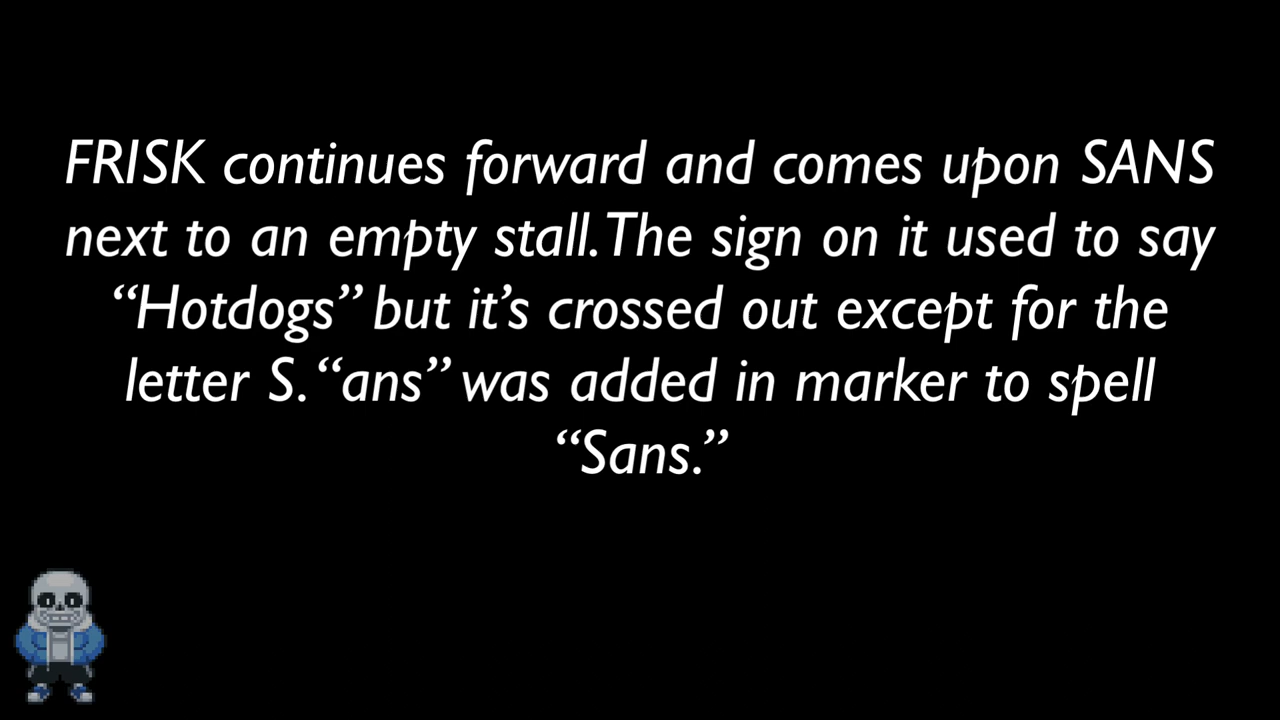 FRISK continues forward and comes upon SANS
next to an empty stall. The sign on it used to say
“Hotdogs” but it’s crossed out except for the
letter S. “ans” was added in marker to spell
“Sans.”